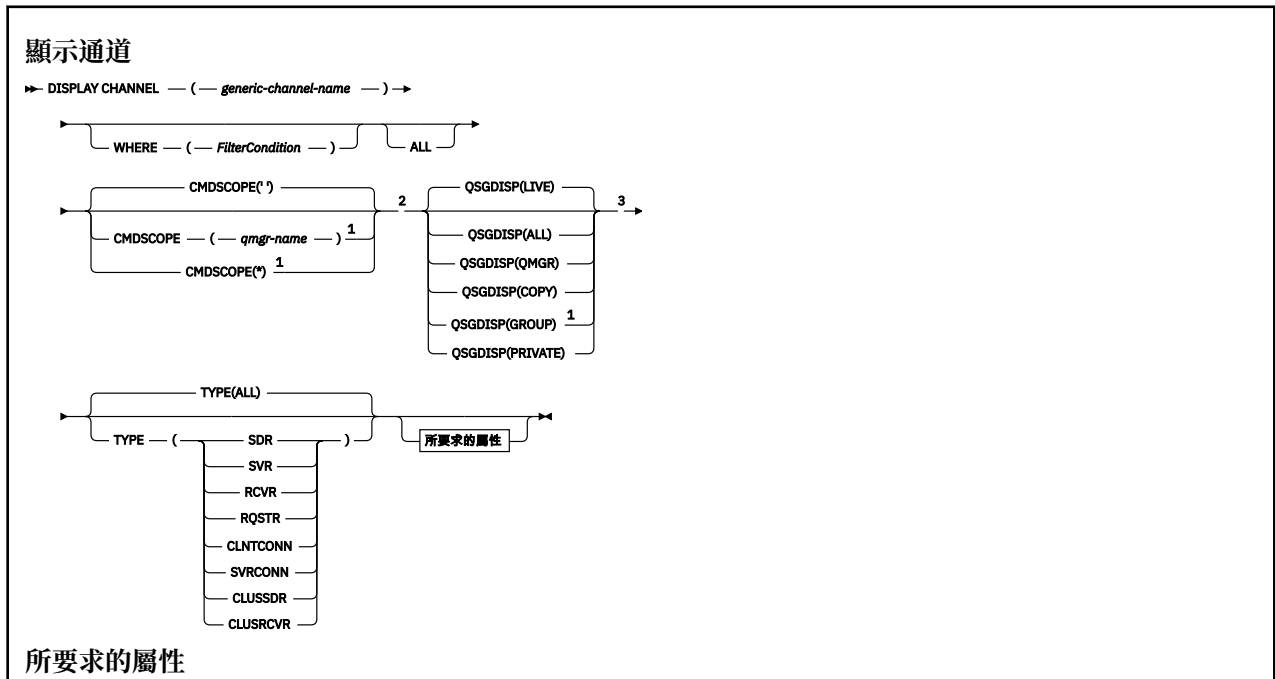 顯示通道
DISPLAY CHANNEL ( generic-channel-name )
WHERE ( FilterCondition ) ALL
CMDSCOPE(' ') 2 QSGDISP(LIVE) 3
CMDSCOPE ( qmgr-name ) 1 QSGDISP(ALL)
CMDSCOPE(*) 1 QSGDISP(QMGR)
QSGDISP(COPY)
QSGDISP(GROUP) 1
QSGDISP(PRIVATE)
TYPE(ALL)
TYPE ( SDR ) 所要求的屬性
SVR
RCVR
RQSTR
CLNTCONN
SVRCONN
CLUSSDR
CLUSRCVR
所要求的屬性